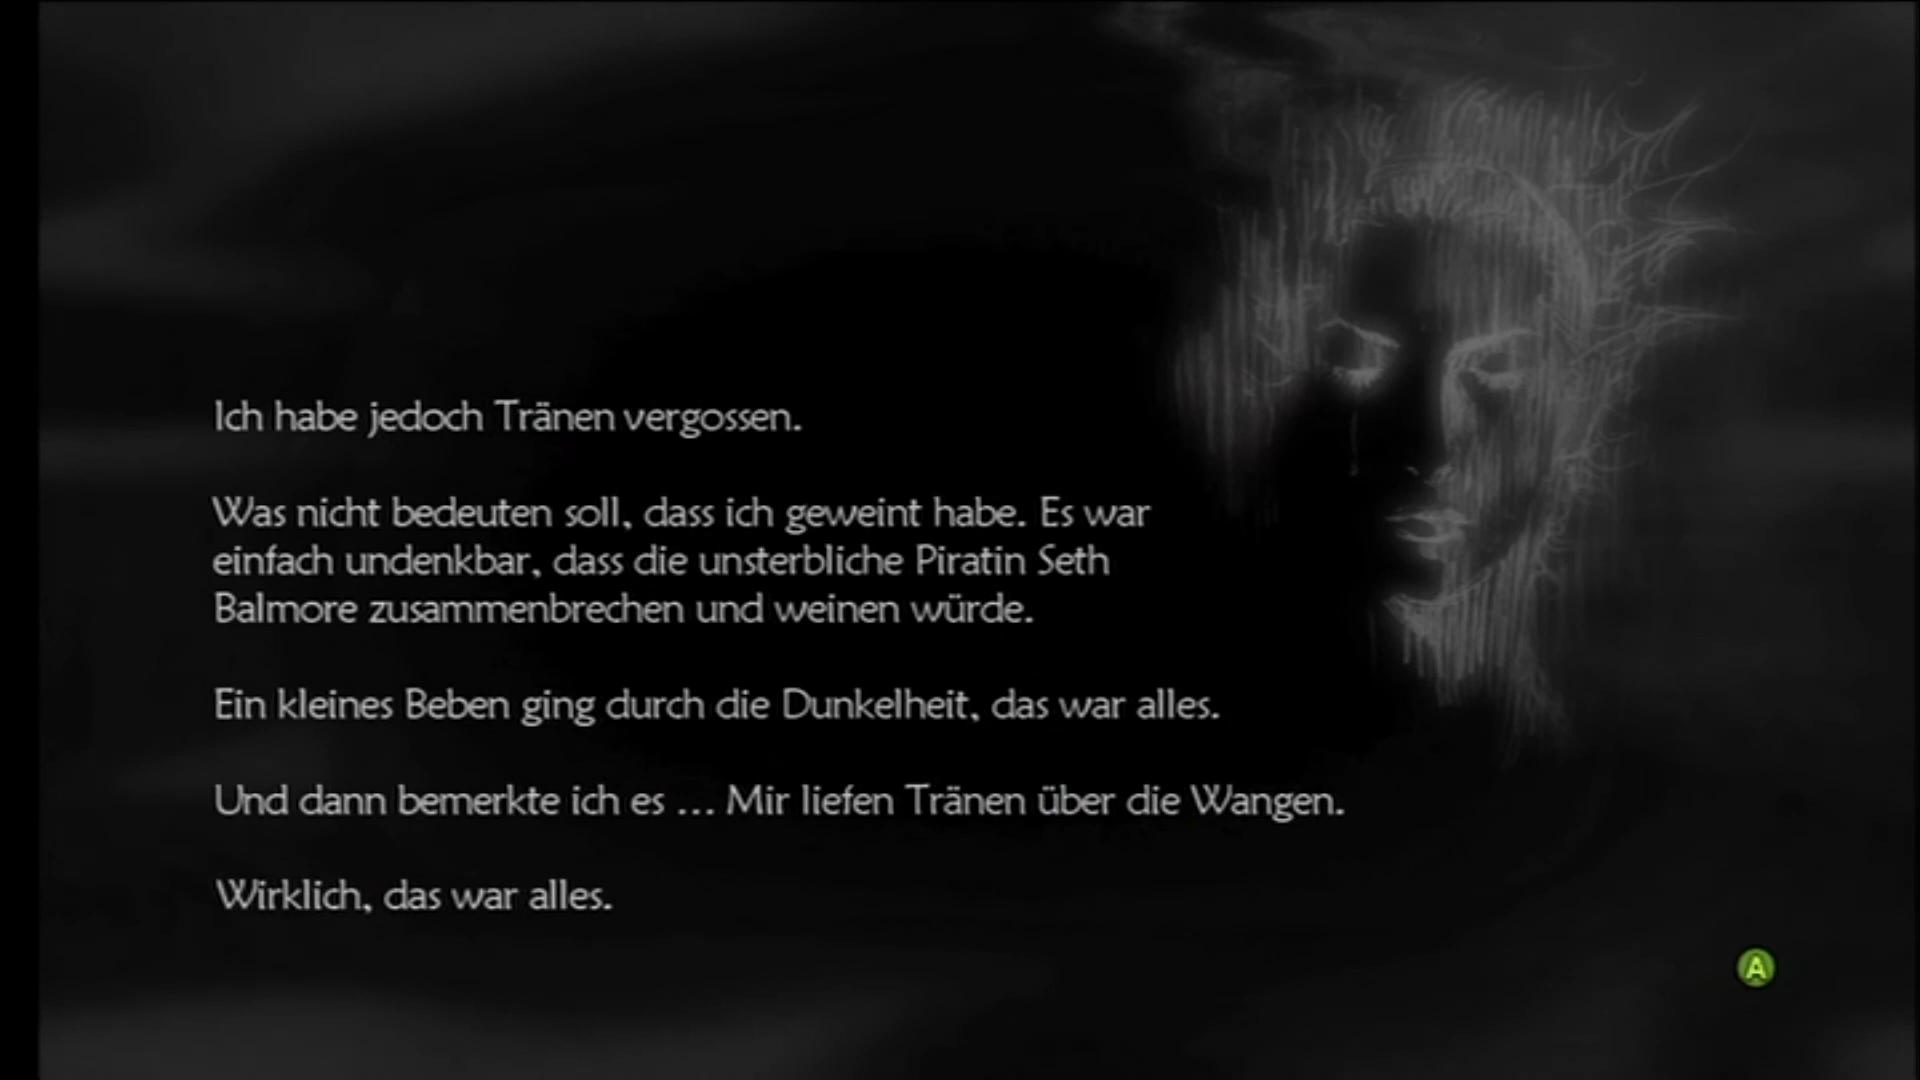 Ich habe jedoch Tränen vergossen.
Was nicht bedeuten soll, dass ich geweint habe. Es war
einfach undenkbar, dass die unsterbliche Piratin Seth
Balmore zusammenbrechen und weinen würde.
Ein kleines Beben ging durch die Dunkelheit, das war alles.
Und dann bemerkte ich es ... Mir liefen Tränen über die Wangen.
Wirklich, das war alles.
A